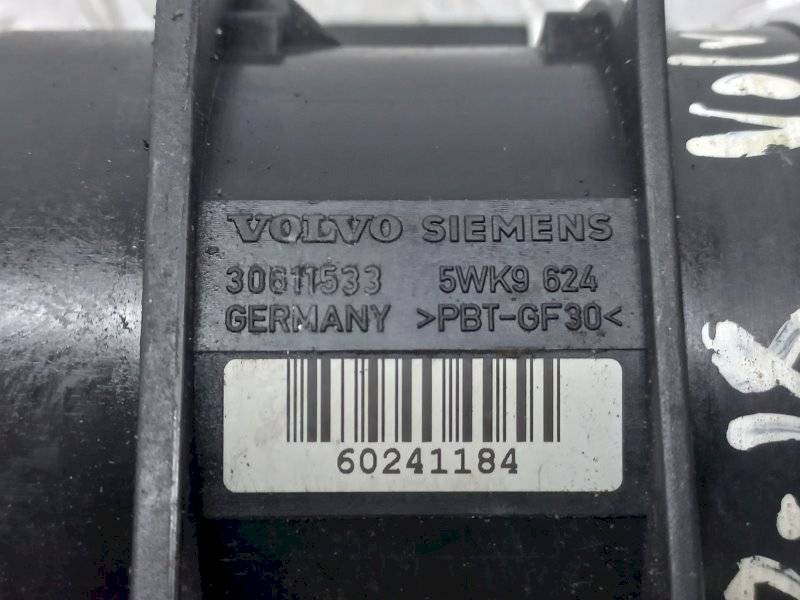 VOLVO SIEMENS
30611533 5WK9 624
GERMANY >PBT-GF30<
60241184